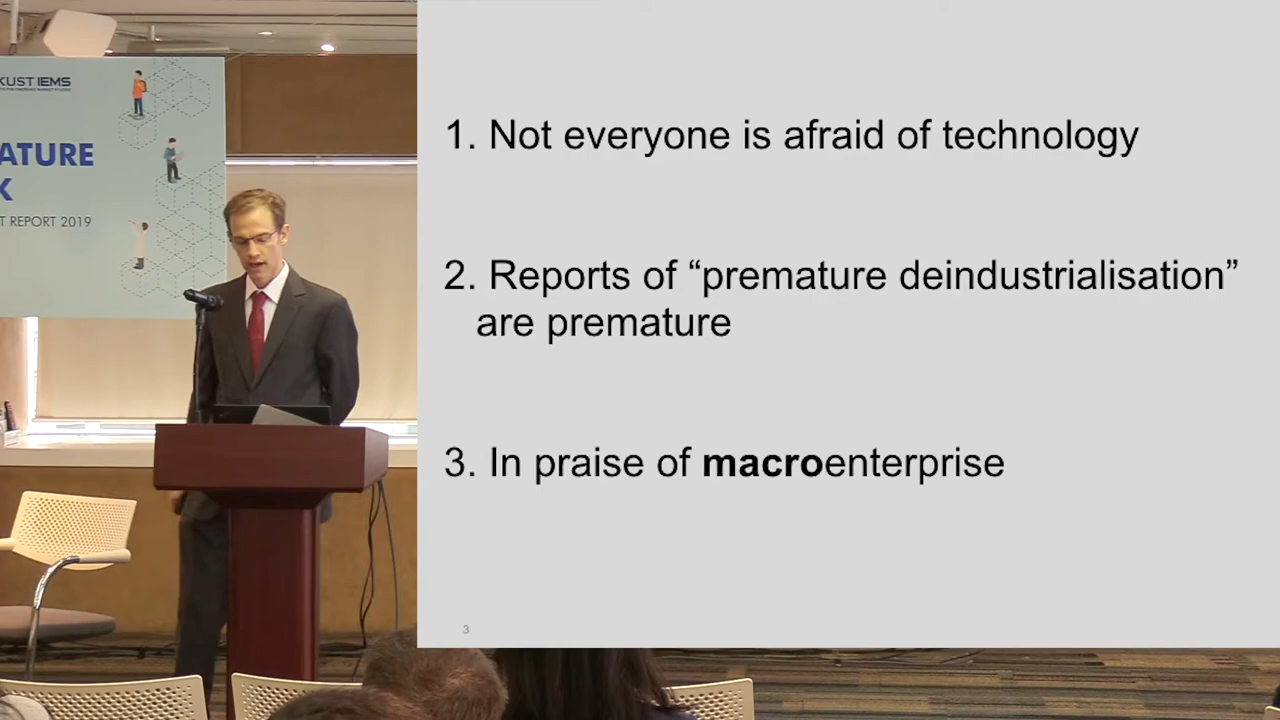 KUST IEMS
ATURE
K
T REPORT 2019
1. Not everyone is afraid of technology
2. Reports of “premature deindustrialisation”
are premature
3. In praise of macroenterprise
3